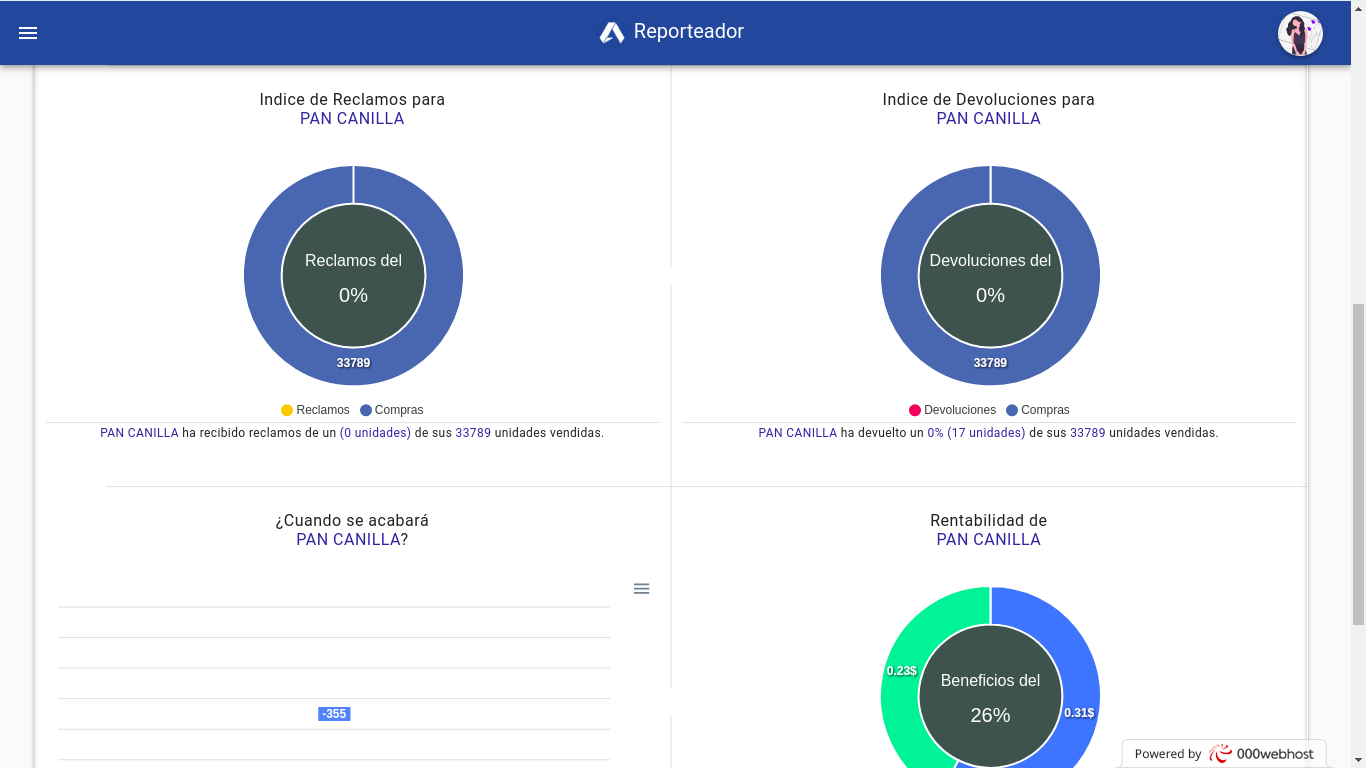 Reporteador
Indice de Reclamos para
PAN CANILLA
Reclamos del
0%
33789
Reclamos Compras
PAN CANILLA ha recibido reclamos de un (0 unidades) de sus 33789 unidades vendidas.
Indice de Devoluciones para
PAN CANILLA
Devoluciones del
0%
33789
Devoluciones Compras
PAN CANILLA ha devuelto un 0% (17 unidades) de sus 33789 unidades vendidas.
¿Cuando se acabará
PAN CANILLA?
-355
Rentabilidad de
PAN CANILLA
0.23$
Beneficios del
26%
0.31$
Powered by 000webhost